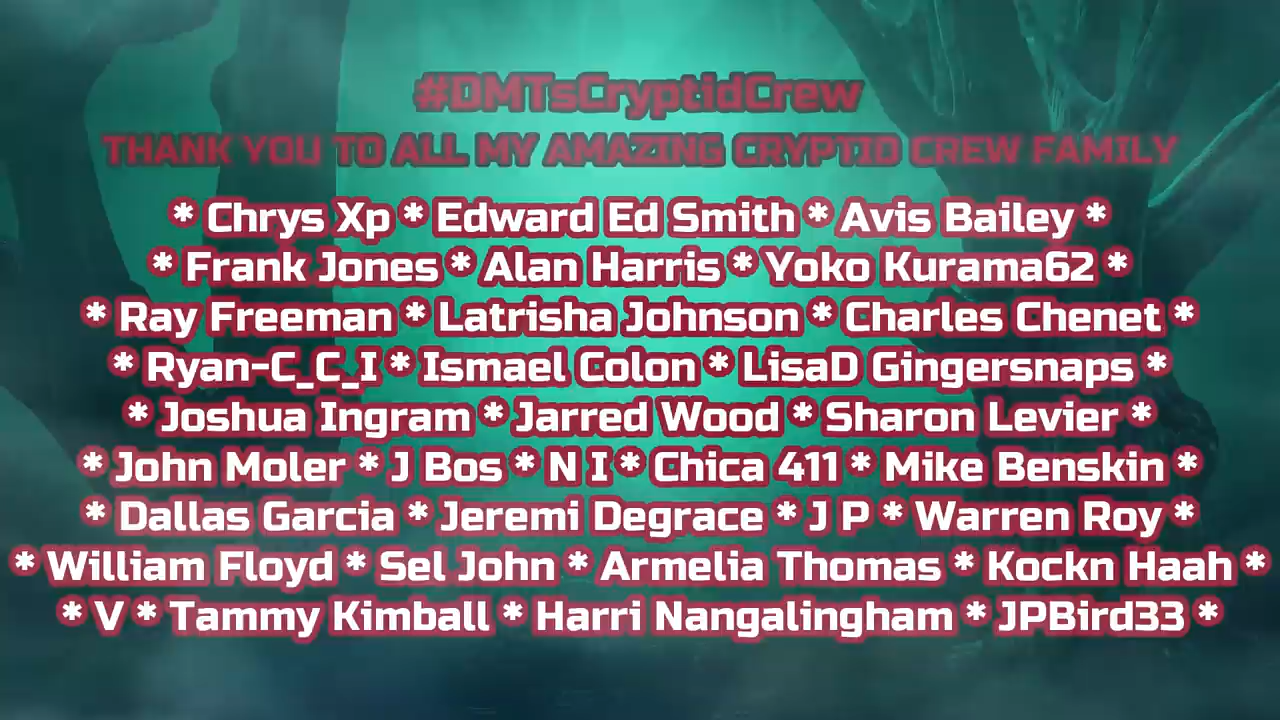 #DMTsCryptidCrew
THANK YOU TO ALL MY AMAZING CRYPTID CREW FAMILY
* Chrys Xp * Edward Ed Smith * Avis Bailey *
* Frank Jones * Alan Harris * Yoko Kurama62 *
* Ray Freeman * Latrisha Johnson * Charles Chenet *
* Ryan-C_C_I * Ismael Colon * LisaD Gingersnaps *
* Joshua Ingram * Jarred Wood * Sharon Levier *
* John Moler * J Bos * N I * Chica 411 * Mike Benskin *
* Dallas Garcia * Jeremi Degrace * J P * Warren Roy *
* William Floyd * Sel John * Armelia Thomas * Kockn Haah *
* V * Tammy Kimball * Harri Nangalingham * JPBird33 *